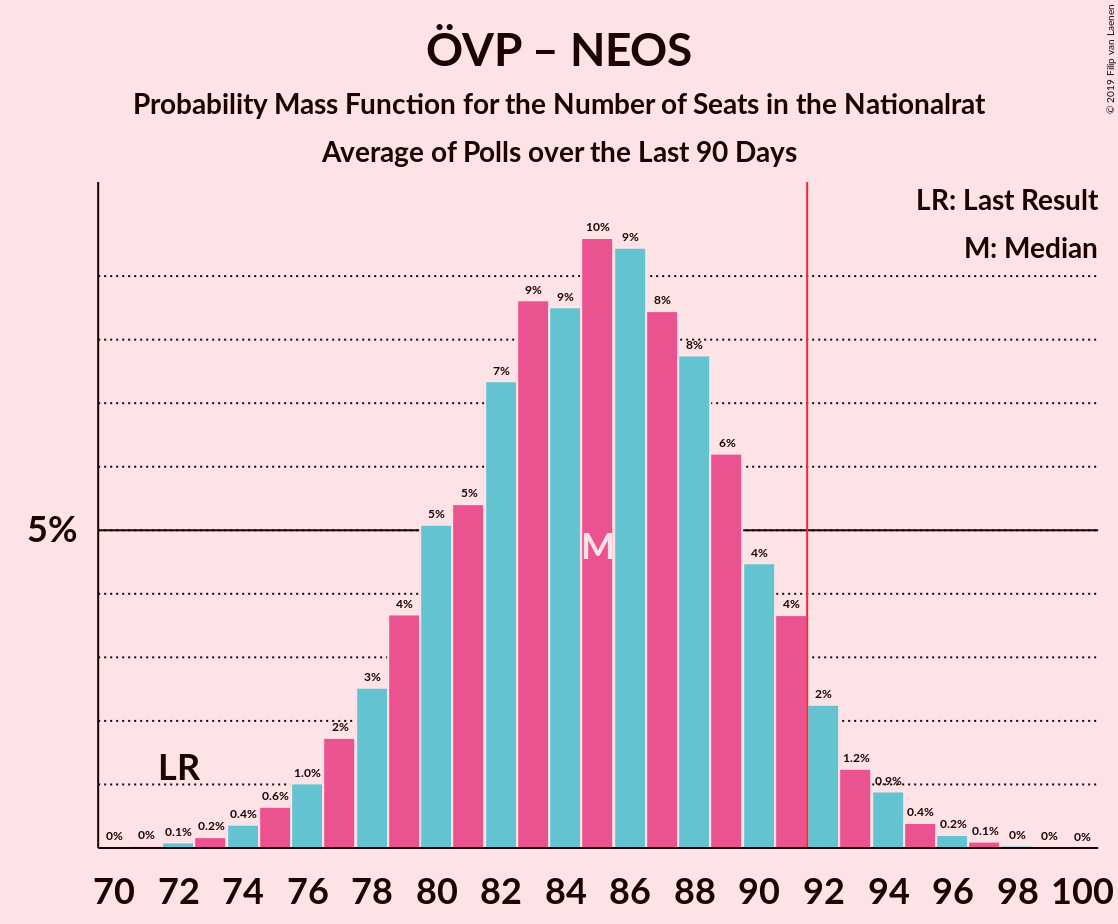 ÖVP – NEOS
Probability Mass Function for the Number of Seats in the Nationalrat
Average of Polls over the Last 90 Days
© 2019 Filip van Laenen
LR: Last Result
M: Median
5%
0% 0% 0.1% 0.2% 0.4% 0.6% 1.0% 2% 3% 4% 5% 5% 7% 9% 9% 10% 9% 8% 8% 6% 4% 4% 2% 1.2% 0.9% 0.4% 0.2% 0.1% 0% 0% 0%
M
LR
70 72 74 76 78 80 82 84 86 88 90 92 94 96 98 100